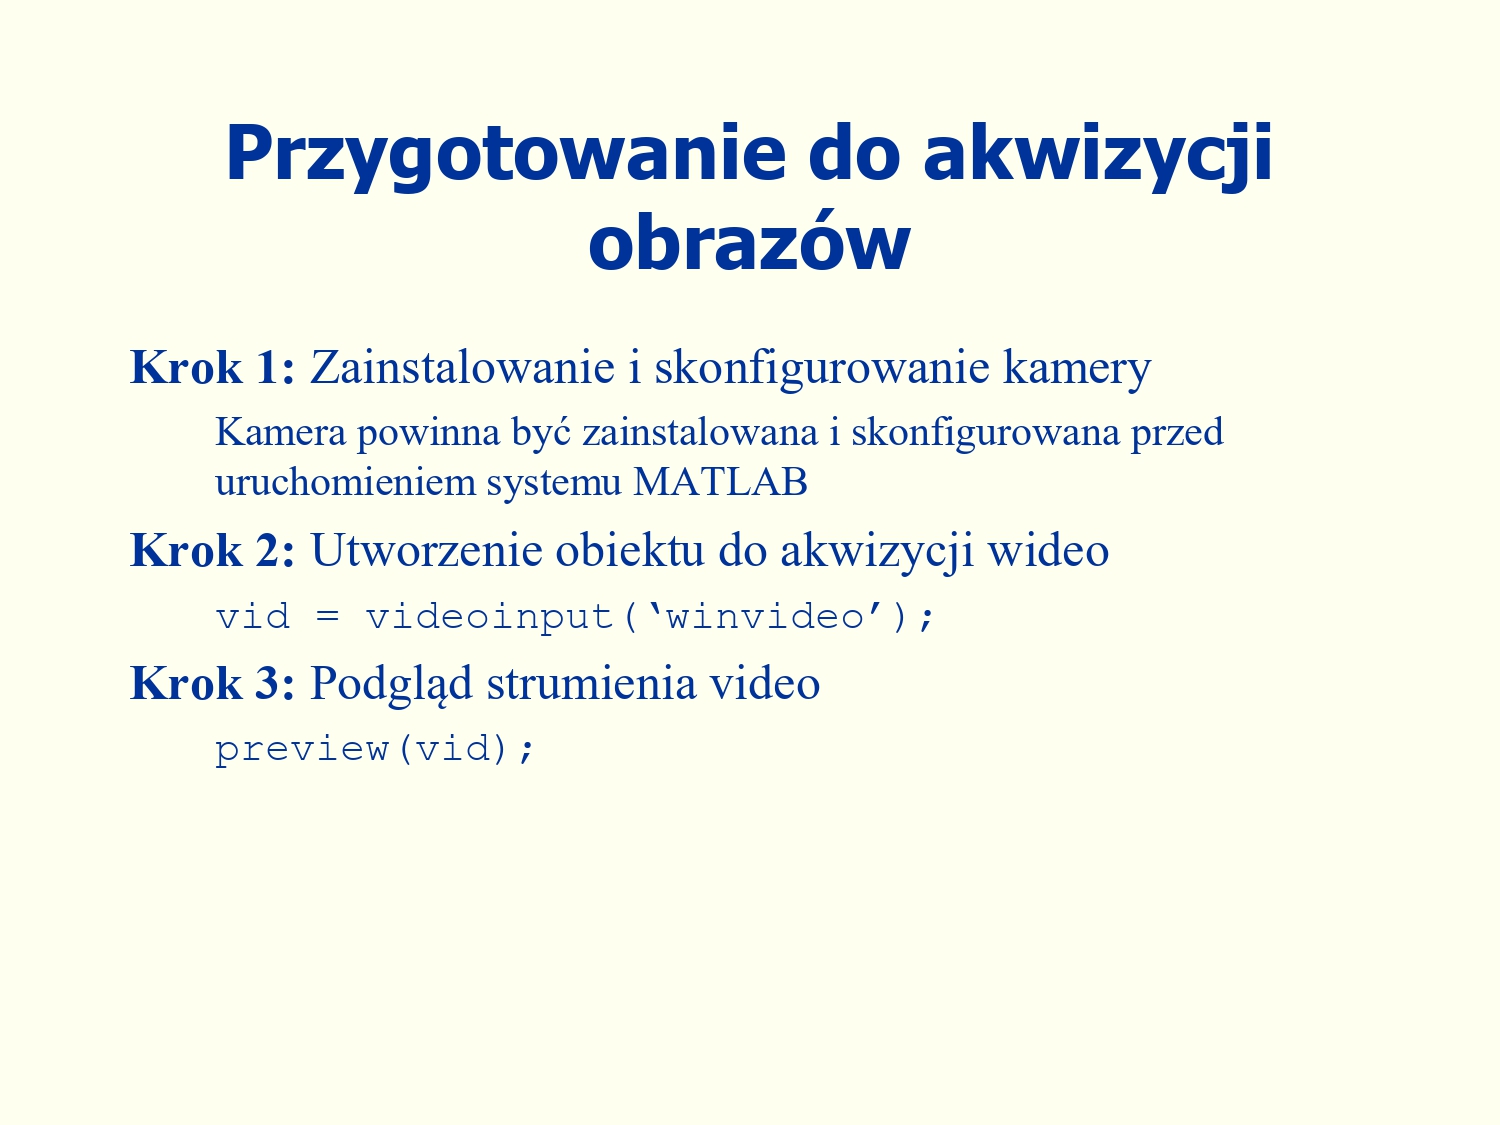 Przygotowanie do akwizycji
obrazów
Krok 1: Zainstalowanie i skonfigurowanie kamery
Kamera powinna być zainstalowana i skonfigurowana przed
uruchomieniem systemu MATLAB
Krok 2: Utworzenie obiektu do akwizycji wideo
vid = videoinput(‘winvideo’);
Krok 3: Podgląd strumienia video
preview(vid);